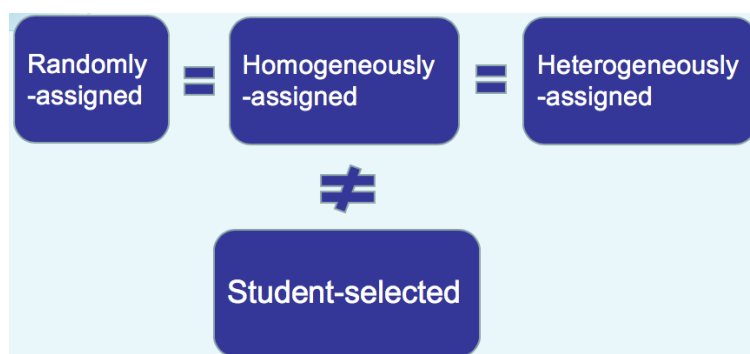 Randomly
-assigned
=
Homogeneously
-assigned
=
Heterogeneously
-assigned
≠
Student-selected